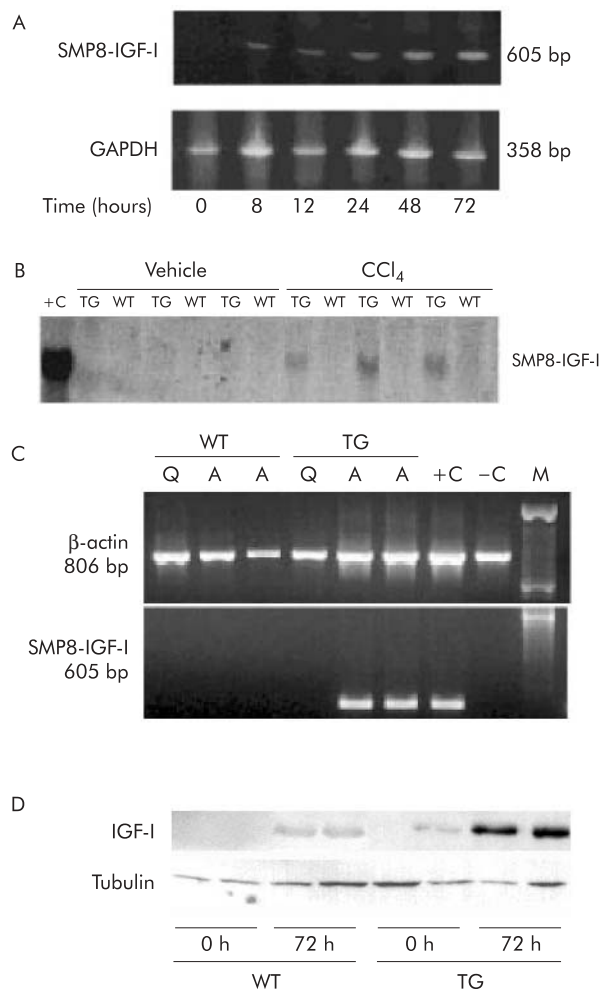 A
SMP8-IGF-I
605 bp
GAPDH
358 bp
Time (hours) 0 8 12 24 48 72
B
Vehicle CCl4
+C TG WT TG WT TG WT TG WT TG WT TG WT
SMP8-IGF-I
C
WT TG
Q A A Q A A +C −C M
β-actin
806 bp
SMP8-IGF-I
605 bp
D
IGF-I
Tubulin
0 h 72 h 0 h 72 h
WT TG